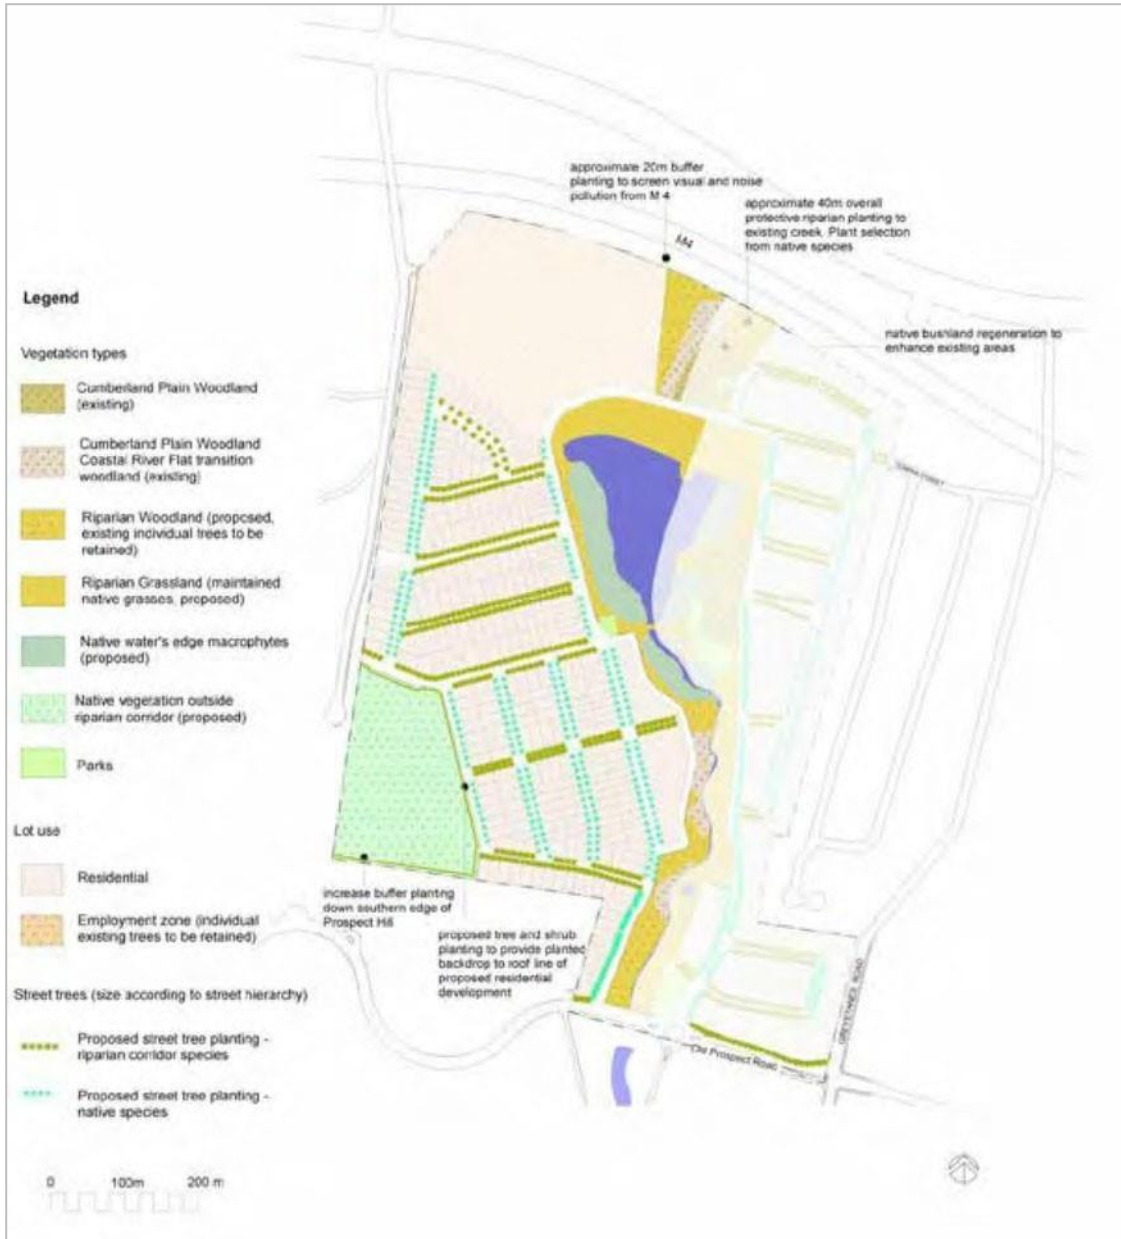 approximate 20m buffer
planting to screen visual and noise
pollution from M 4
approximate 40m overall
protective riparian planting to
existing creek. Plant selection
from native species
M4
native bushland regeneration to
enhance existing areas
Legend
Vegetation types
Cumberland Plain Woodland
(existing)
Cumberland Plain Woodland
Coastal River Flat transition
woodland (existing)
Riparian Woodland (proposed,
existing individual trees to be
retained)
Riparian Grassland (maintained
native grasses, proposed)
Native water's edge macrophytes
(proposed)
Native vegetation outside
riparian corridor (proposed)
Parks
Lot use
Residential
Employment zone (individual
existing trees to be retained)
Street trees (size according to street hierarchy)
Proposed street tree planting -
riparian corridor species
Proposed street tree planting -
native species
0 100m 200 m
increase buffer planting
down southern edge of
Prospect Hill
proposed tree and shrub
planting to provide planted
backdrop to roof line of
proposed residential
development
Old Prospect Road
GREYSTANES ROAD